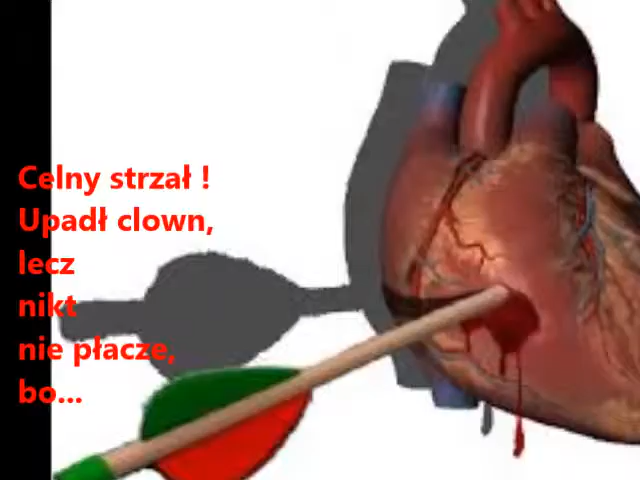 Celny strzał !
Upadł clown,
lecz
nikt
nie płacze,
bo...